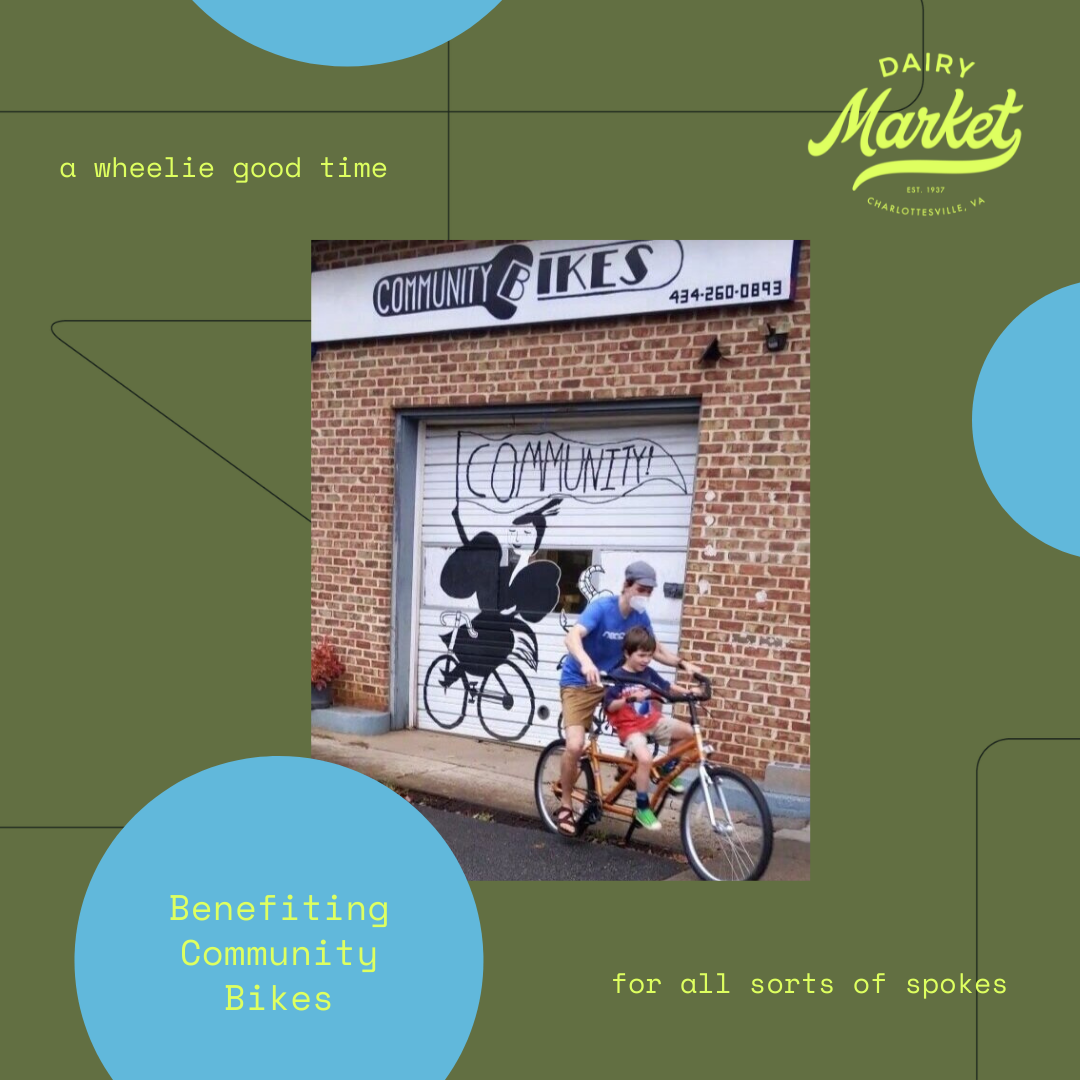 DAIRY
Market
EST. 1937
CHARLOTTESVILLE, VA
a wheelie good time
COMMUNITY BIKES
434-260-0893
COMMUNITY!
Benefiting
Community
Bikes
for all sorts of spokes